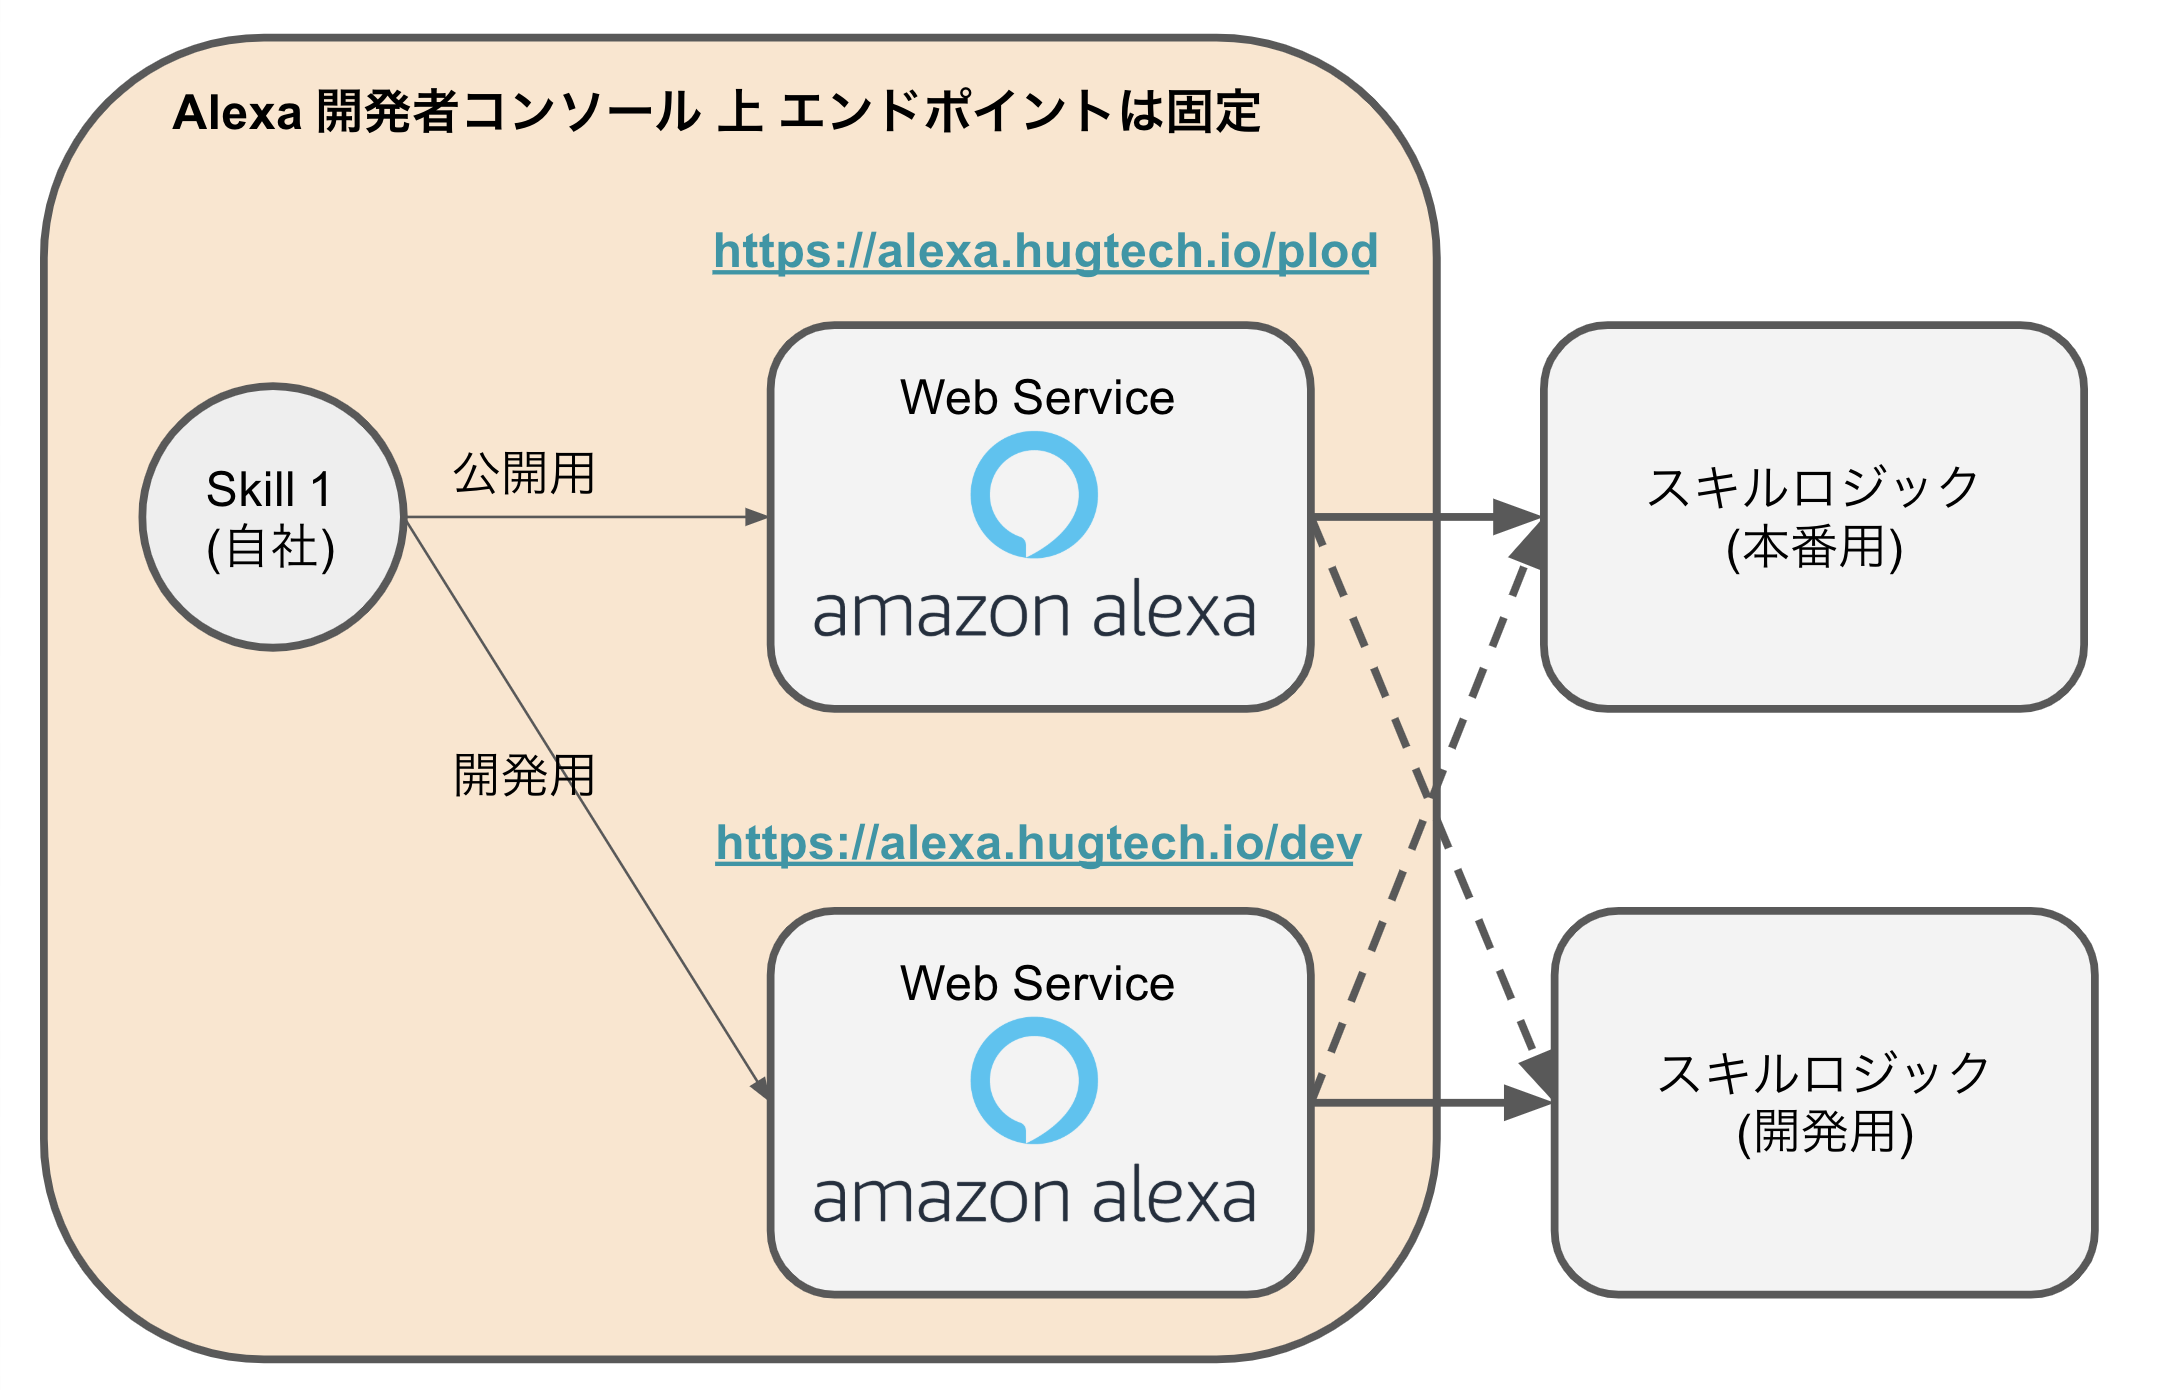 Alexa 開発者コンソール 上 エンドポイントは固定
https://alexa.hugtech.io/plod
Web Service
amazon alexa
Skill 1
(自社)
公開用
スキルロジック
(本番用)
開発用
https://alexa.hugtech.io/dev
Web Service
amazon alexa
スキルロジック
(開発用)